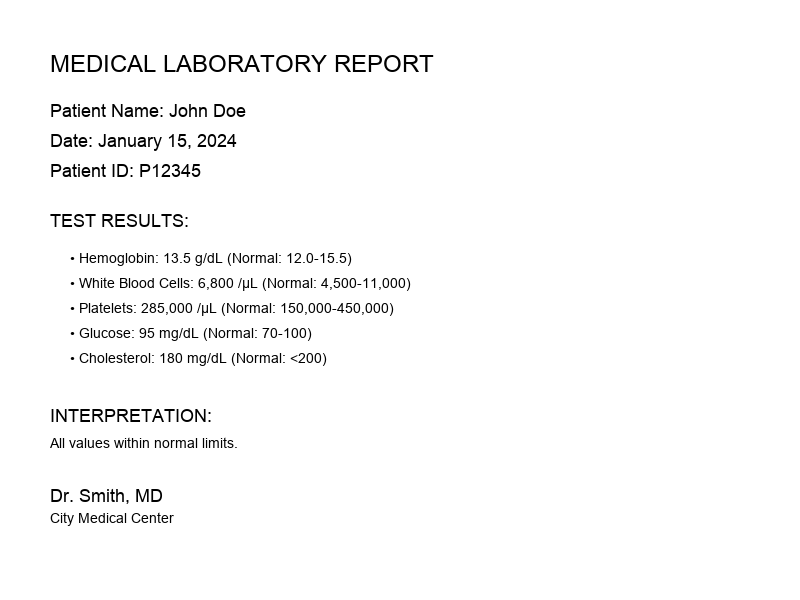 MEDICAL LABORATORY REPORT
Patient Name: John Doe
Date: January 15, 2024
Patient ID: P12345
TEST RESULTS:
• Hemoglobin: 13.5 g/dL (Normal: 12.0-15.5)
• White Blood Cells: 6,800 /µL (Normal: 4,500-11,000)
• Platelets: 285,000 /µL (Normal: 150,000-450,000)
• Glucose: 95 mg/dL (Normal: 70-100)
• Cholesterol: 180 mg/dL (Normal: <200)
INTERPRETATION:
All values within normal limits.
Dr. Smith, MD
City Medical Center